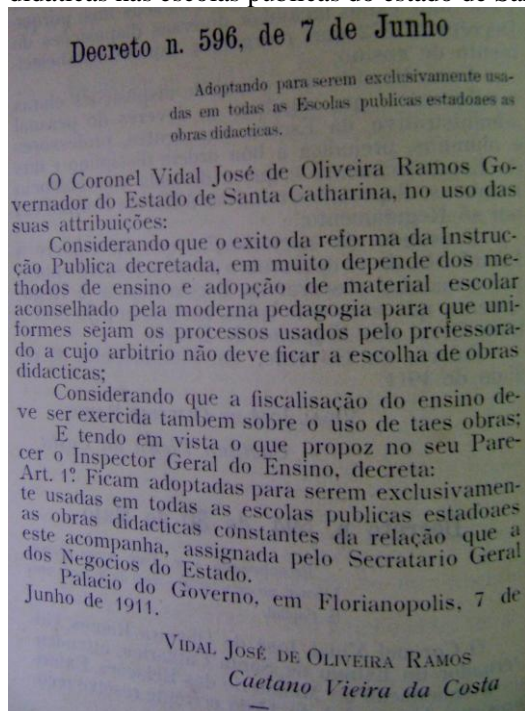 didáticas nas escolas públicas do estado de Sa
Decreto n. 596, de 7 de Junho
Adoptando para serem exclusivamente usa-
das em todas as Escolas publicas estadoaes as
obras didacticas.
O Coronel Vidal José de Oliveira Ramos Go-
vernador do Estado de Santa Catharina, no uso das
suas attribuições:
Considerando que o exito da reforma da Instruc-
ção Publica decretada, em muito depende dos me-
thodos de ensino e adopção de material escolar
aconselhado pela moderna pedagogia para que uni-
formes sejam os processos usados pelo professora-
do a cujo arbitrio não deve ficar a escolha de obras
didacticas;
Considerando que a fiscalisação do ensino de-
ve ser exercida tambem sobre o uso de taes obras;
E tendo em vista o que propoz no seu Pare-
cer o Inspector Geral do Ensino, decreta:
Art. 1º Ficam adoptadas para serem exclusivamen-
te usadas em todas as escolas publicas estadoaes
as obras didacticas constantes da relação que a
este acompanha, assignada pelo Secratario Geral
dos Negocios do Estado.
Palacio do Governo, em Florianopolis, 7 de
Junho de 1911.
VIDAL JOSÉ DE OLIVEIRA RAMOS
Caetano Vieira da Costa